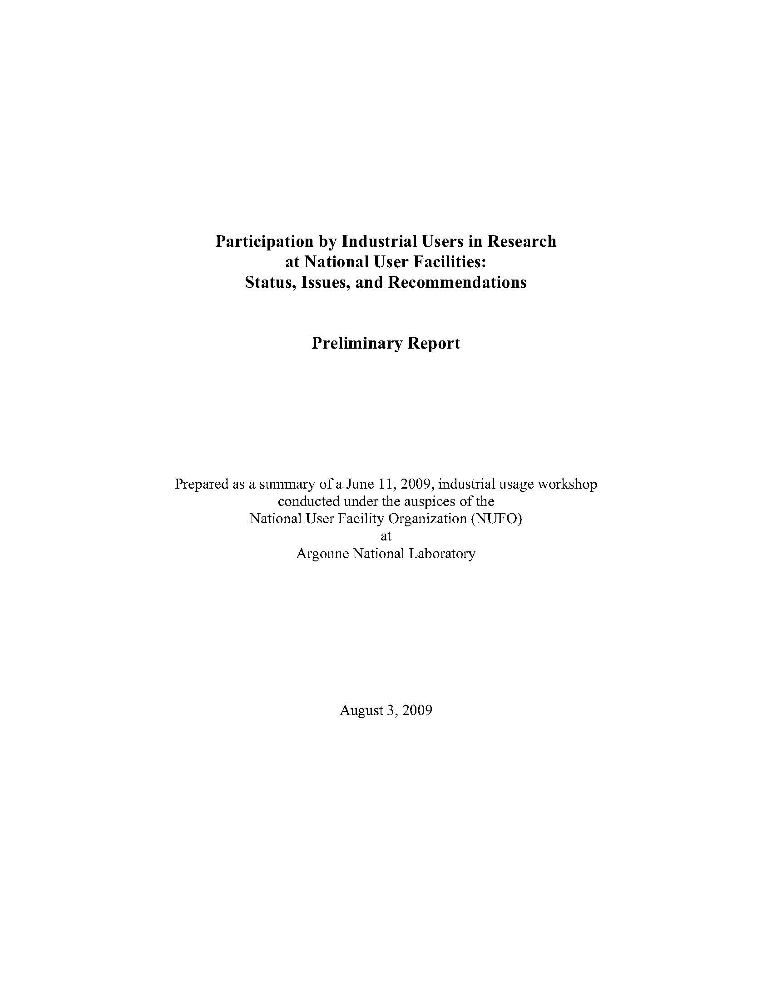 Participation by Industrial Users in Research
at National User Facilities:
Status, Issues, and Recommendations
Preliminary Report
Prepared as a summary of a June 11, 2009, industrial usage workshop
conducted under the auspices of the
National User Facility Organization (NUFO)
at
Argonne National Laboratory
August 3, 2009